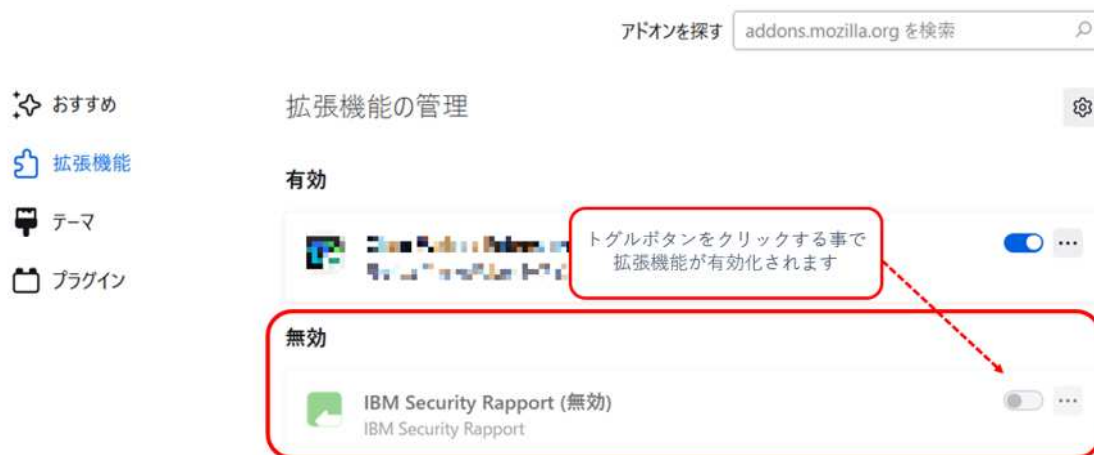 アドオンを探す addons.mozilla.org を検索
おすすめ
拡張機能の管理
拡張機能
有効
テーマ
トグルボタンをクリックする事で
拡張機能が有効化されます
プラグイン
無効
IBM Security Rapport (無効)
IBM Security Rapport